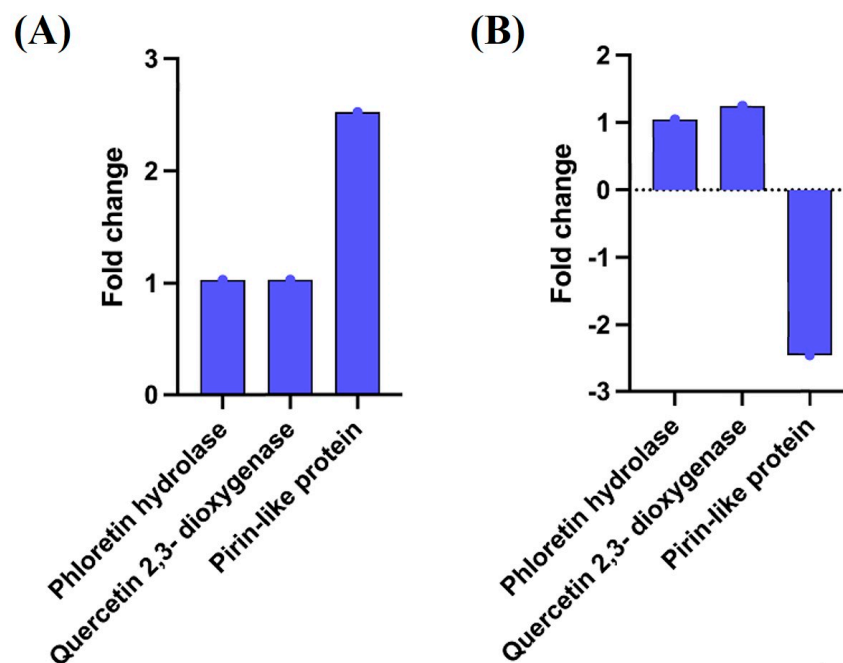 (A)
3
2
1
0
Fold change
Phloretin hydrolase
Quercetin 2,3- dioxygenase
Pirin-like protein
(B)
2
1
0
-1
-2
-3
Fold change
Phloretin hydrolase
Quercetin 2,3- dioxygenase
Pirin-like protein